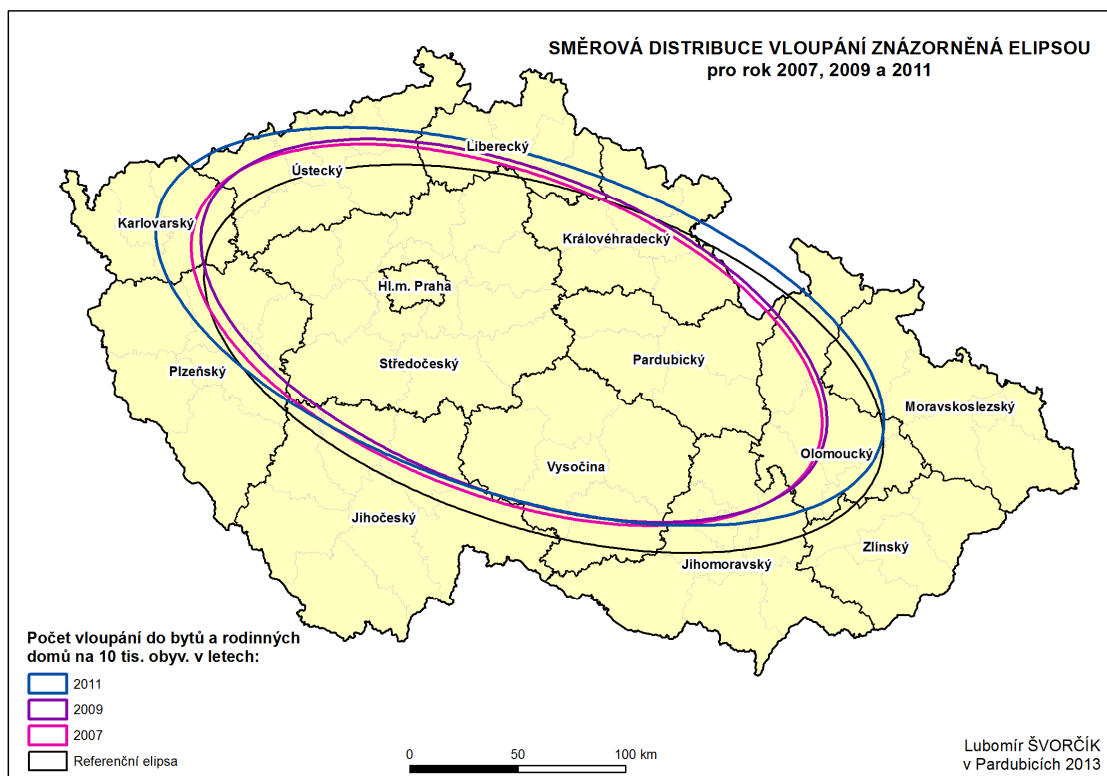 SMĚROVÁ DISTRIBUCE VLOUPÁNÍ ZNÁZORNĚNÁ ELIPSOU
pro rok 2007, 2009 a 2011
Liberecký
Ústecký
Karlovarský
Královéhradecký
Hl.m. Praha
Středočeský
Pardubický
Plzeňský
Moravskoslezský
Olomoucký
Vysočina
Jihočeský
Zlínský
Jihomoravský
Počet vloupání do bytů a rodinných
domů na 10 tis. obyv. v letech:
2011
2009
2007
Referenční elipsa
0 50 100 km
Lubomír ŠVORČÍK
v Pardubicích 2013